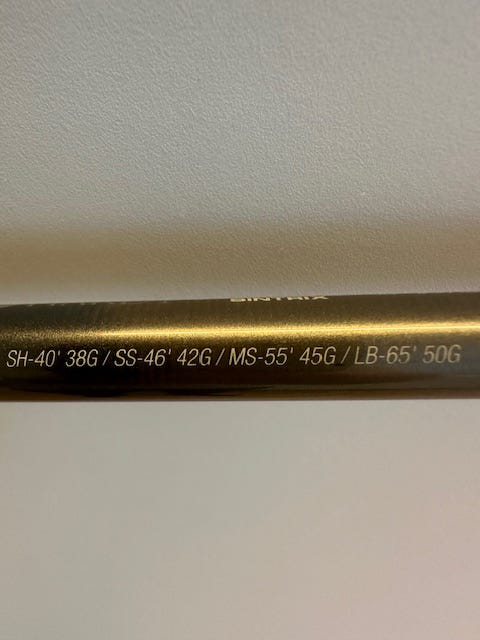 SINTRIX
SH-40' 38G / SS-46' 42G / MS-55' 45G / LB-65' 50G